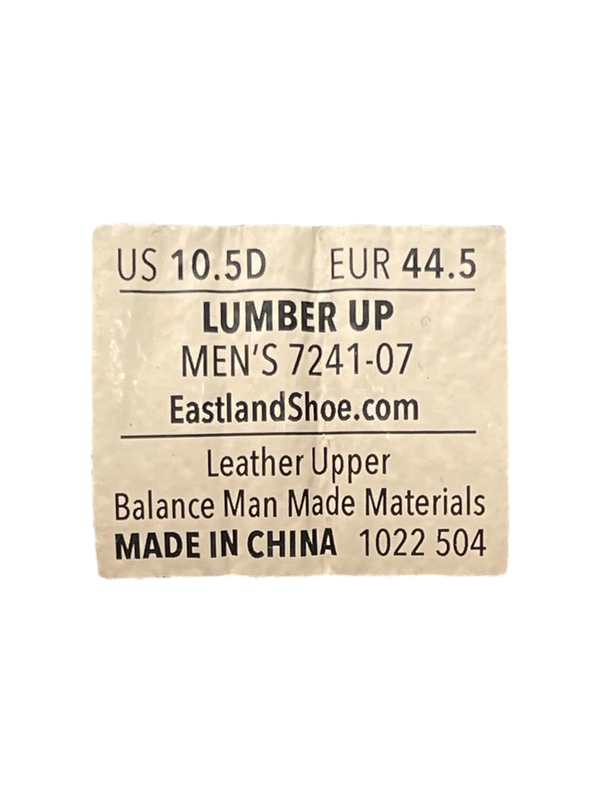 US 10.5D EUR 44.5
LUMBER UP
MEN'S 7241-07
EastlandShoe.com
Leather Upper
Balance Man Made Materials
MADE IN CHINA 1022 504